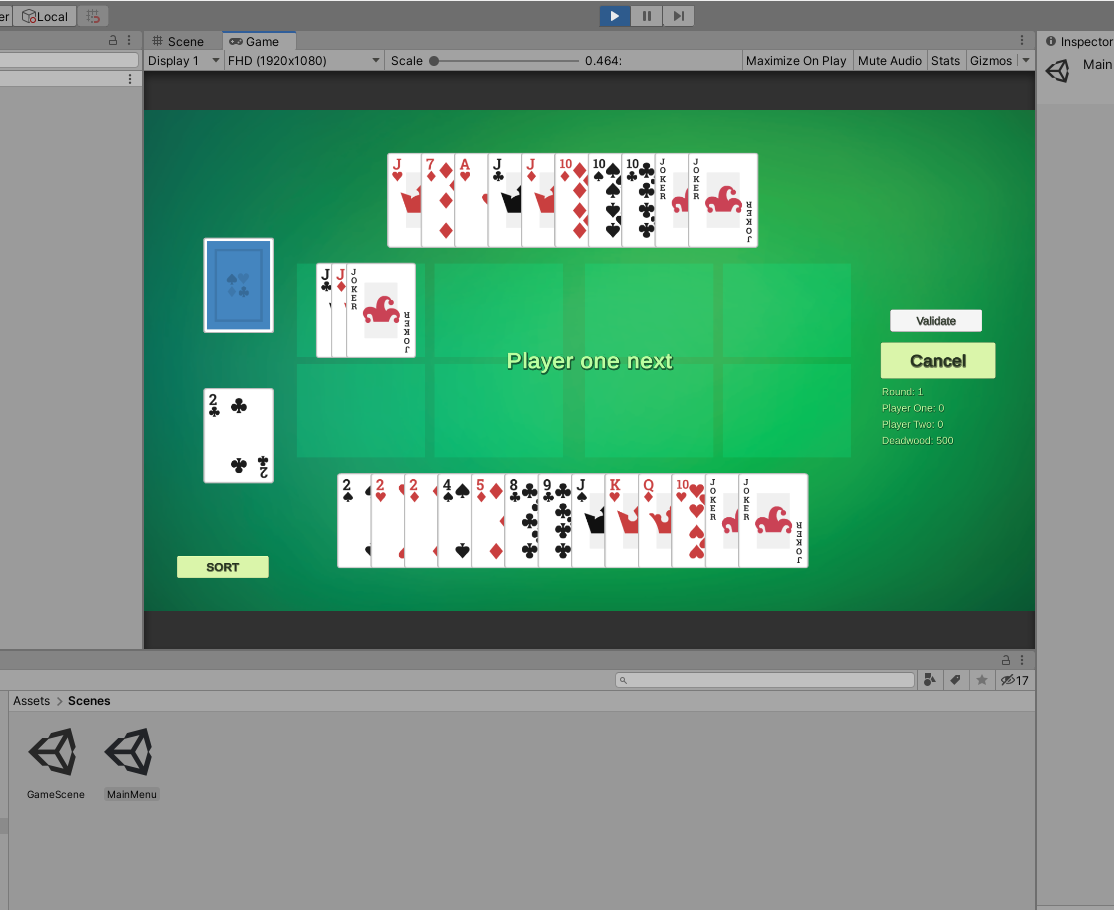 er Local
Scene Game
Inspector
Display 1 FHD (1920x1080) Scale 0.464: Maximize On Play Mute Audio Stats Gizmos
Main
J 7 A J J 10 10 10 JOKER JOKER JOKER
J J JOKER JOKER
Validate
Player one next
Cancel
Round: 1
Player One: 0
Player Two: 0
Deadwood: 500
2 2
2 2 2 4 5 8 9 J K Q 10 JOKER JOKER JOKER
SORT
17
Assets > Scenes
GameScene MainMenu